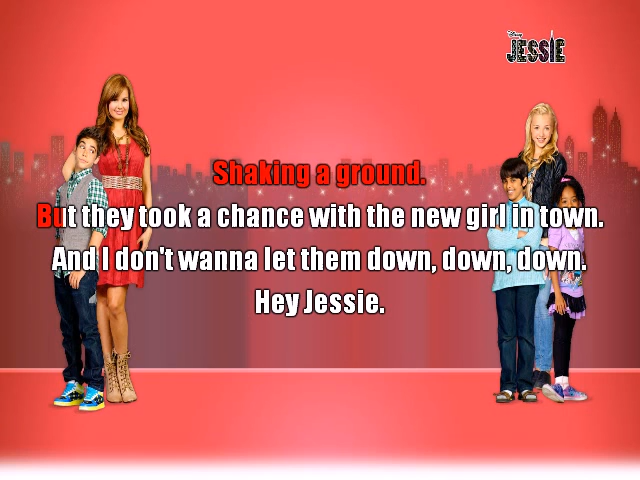 Disney
JESSIE
Shaking a ground.
But they took a chance with the new girl in town.
And I don't wanna let them down, down, down.
Hey Jessie.